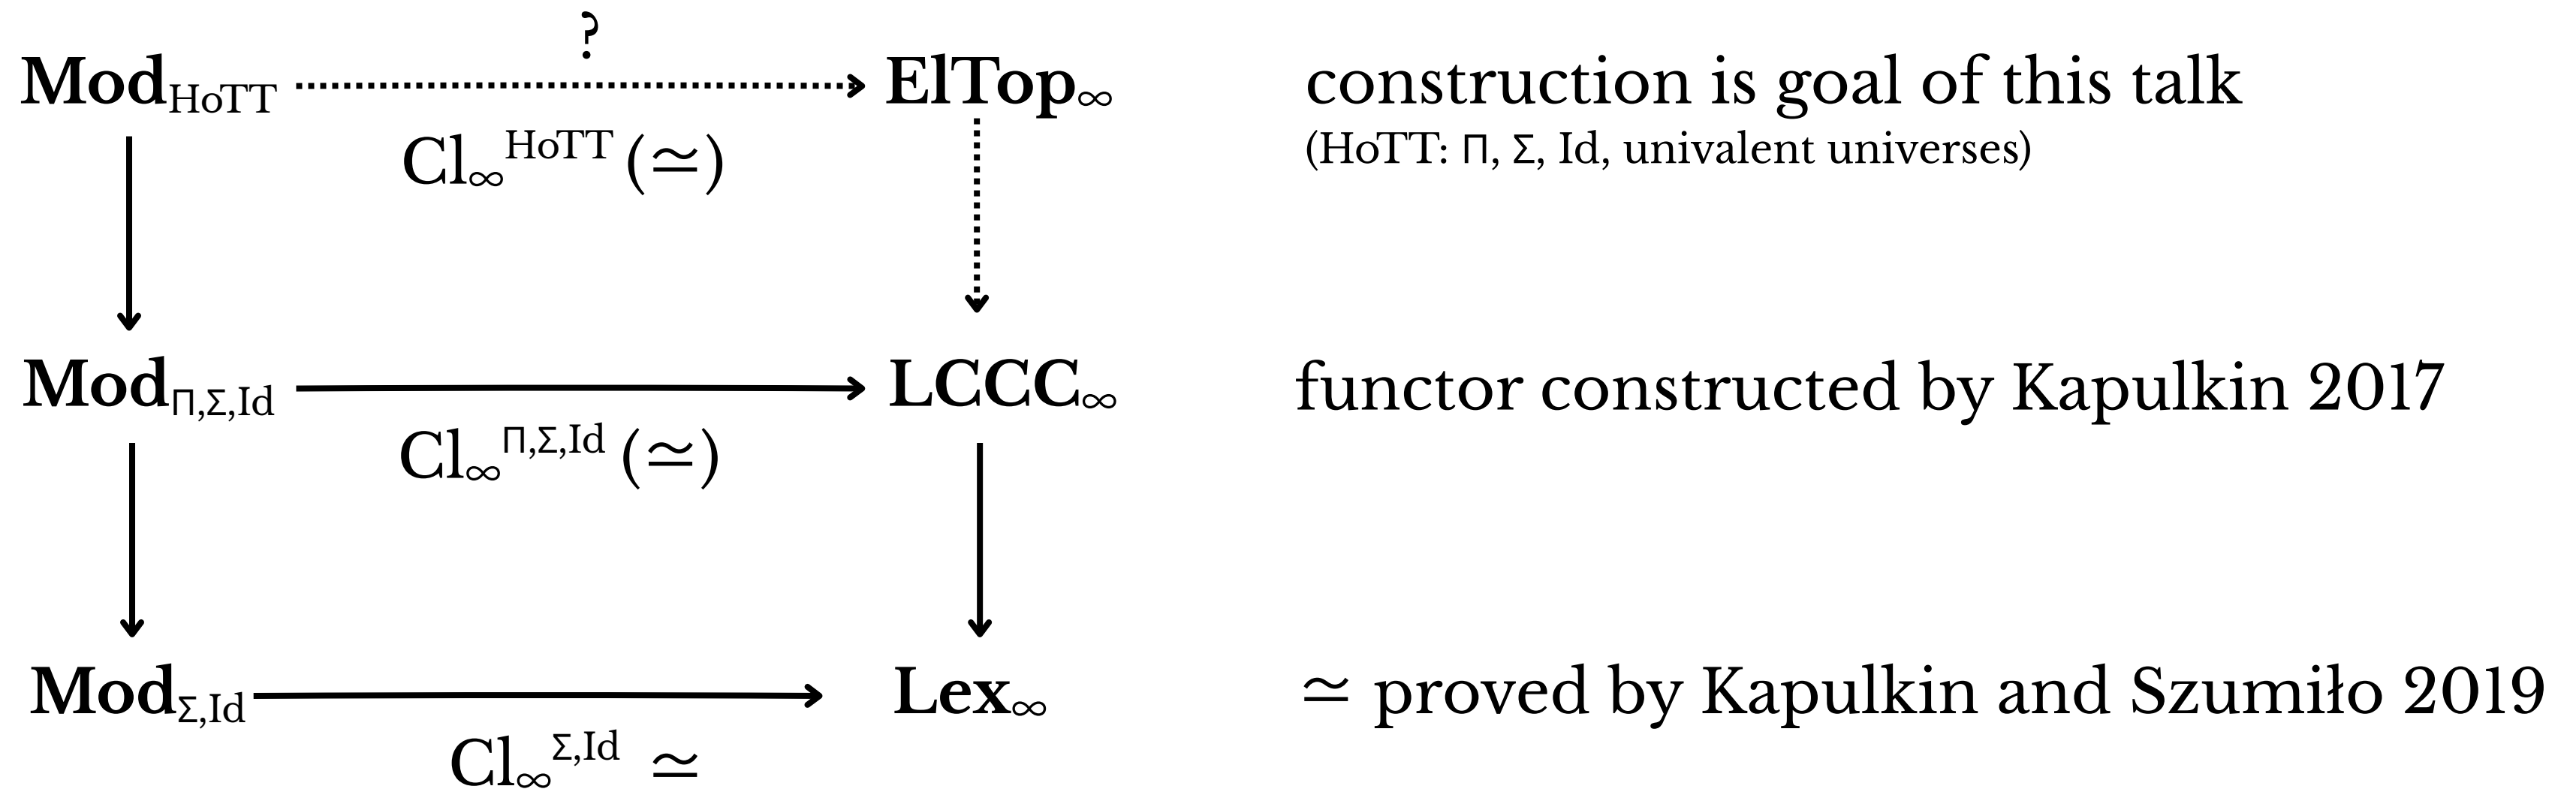 ?
Mod_HoTT ElTop_∞ construction is goal of this talk
Cl_∞^HoTT (≃) (HoTT: Π, Σ, Id, univalent universes)
Mod_Π,Σ,Id LCCC_∞ functor constructed by Kapulkin 2017
Cl_∞^Π,Σ,Id (≃)
Mod_Σ,Id Lex_∞ ≃ proved by Kapulkin and Szumiło 2019
Cl_∞^Σ,Id ≃